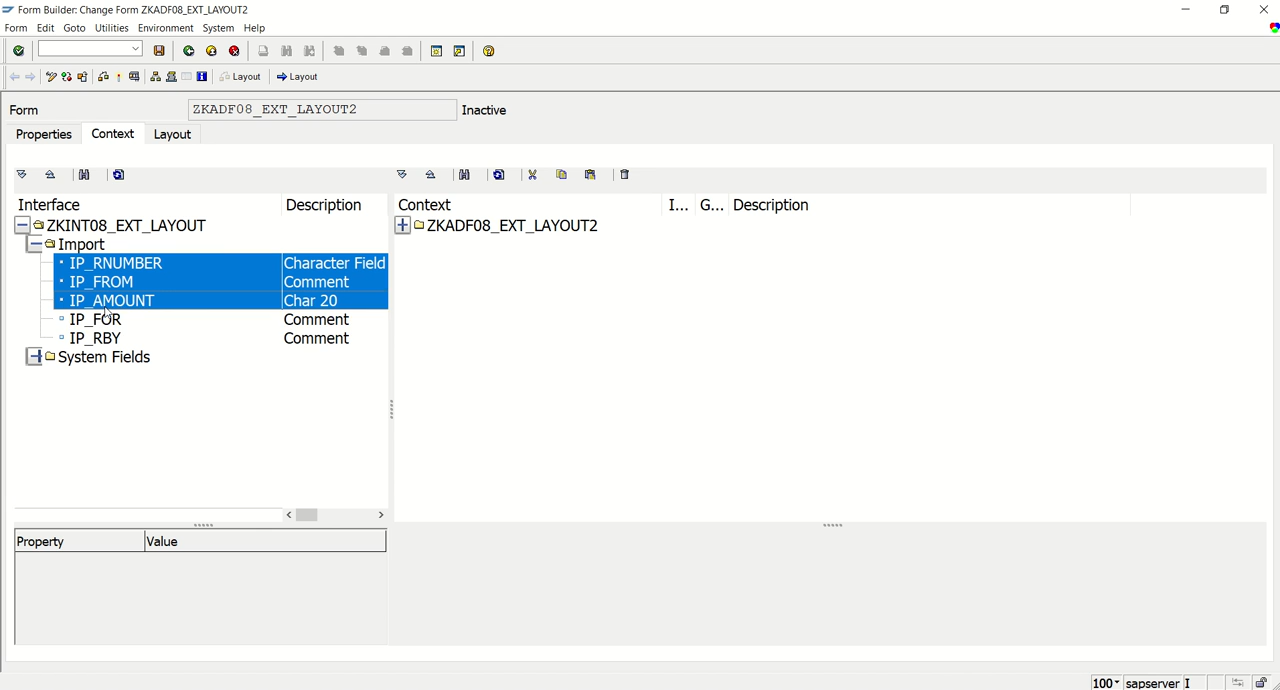 Form Builder: Change Form ZKADF08_EXT_LAYOUT2
Form Edit Goto Utilities Environment System Help
Layout Layout
Form ZKADF08_EXT_LAYOUT2 Inactive
Properties Context Layout
Interface Description Context I... G... Description
ZKINT08_EXT_LAYOUT ZKADF08_EXT_LAYOUT2
Import
IP_RNUMBER Character Field
IP_FROM Comment
IP_AMOUNT Char 20
IP_FOR Comment
IP_RBY Comment
System Fields
Property Value
100 sapserver I